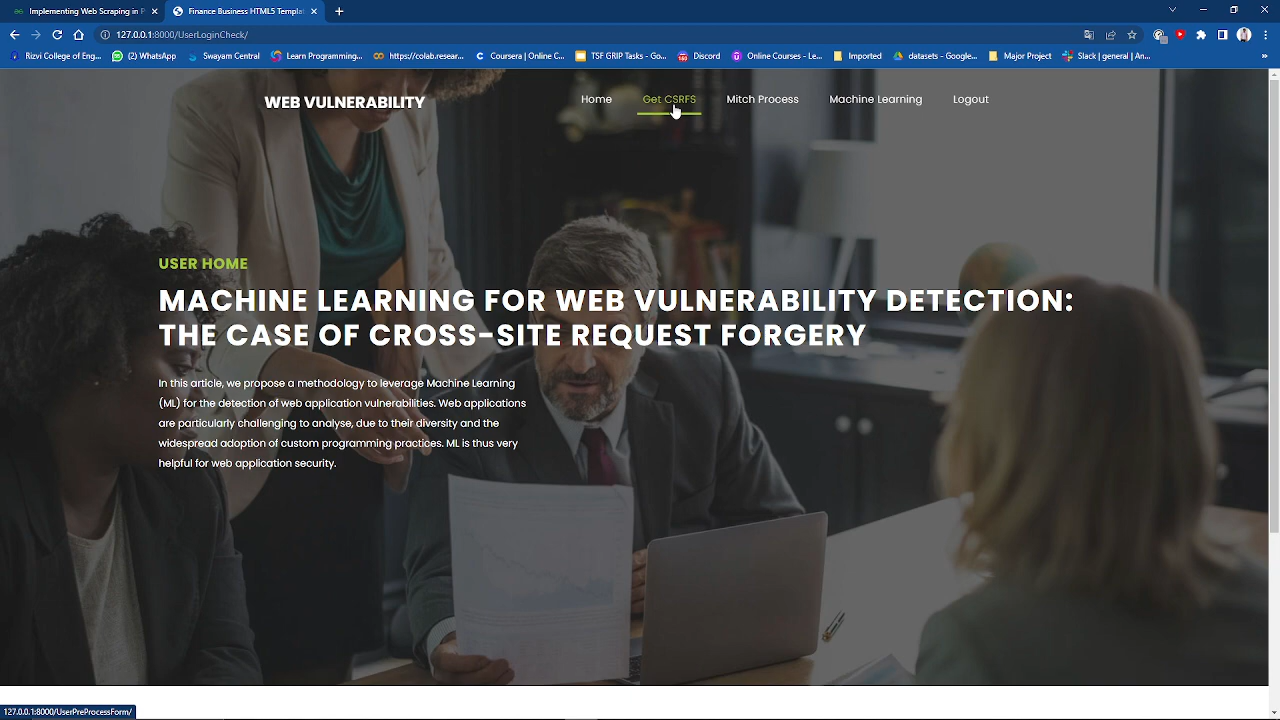 Implementing Web Scraping in P
Finance Business HTML5 Templat
127.0.0.1:8000/UserLoginCheck/
Rizvi College of Eng...
(2) WhatsApp
Swayam Central
Learn Programming...
https://colab.resear...
Coursera | Online C...
TSF GRIP Tasks - Go...
Discord
Online Courses - Le...
Imported
datasets - Google...
Major Project
Slack | general | An...
»
WEB VULNERABILITY
Home
Get CSRFS
Mitch Process
Machine Learning
Logout
USER HOME
MACHINE LEARNING FOR WEB VULNERABILITY DETECTION:
THE CASE OF CROSS-SITE REQUEST FORGERY
In this article, we propose a methodology to leverage Machine Learning
(ML) for the detection of web application vulnerabilities. Web applications
are particularly challenging to analyse, due to their diversity and the
widespread adoption of custom programming practices. ML is thus very
helpful for web application security.
127.0.0.1:8000/UserPreProcessForm/